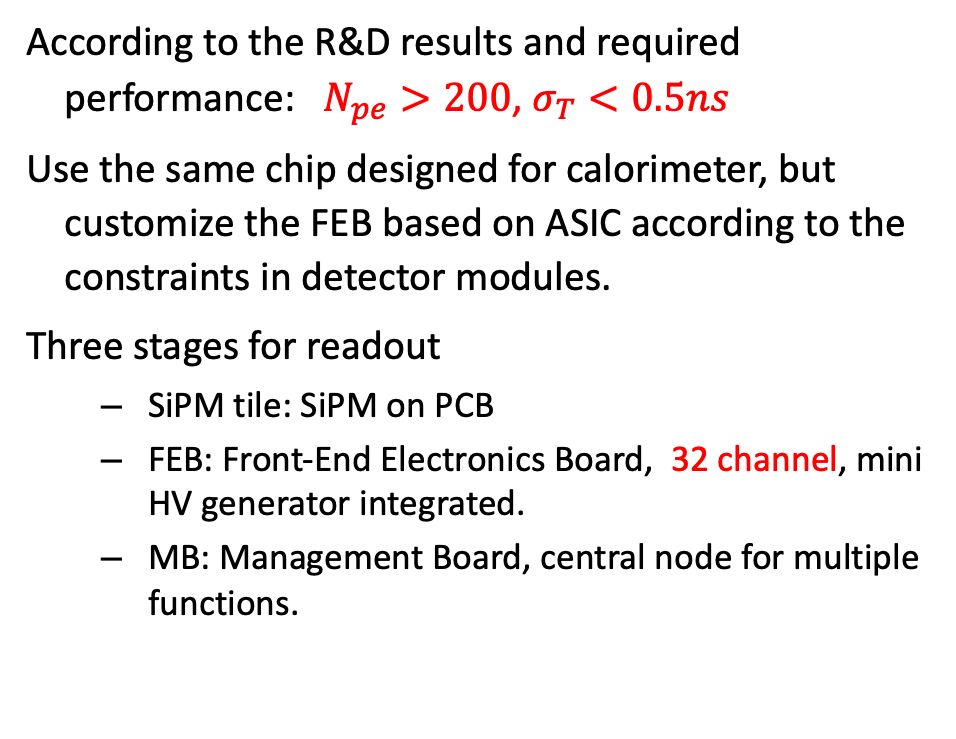 According to the R&D results and required
performance: N_pe > 200, σ_T < 0.5ns
Use the same chip designed for calorimeter, but
customize the FEB based on ASIC according to the
constraints in detector modules.
Three stages for readout
– SiPM tile: SiPM on PCB
– FEB: Front-End Electronics Board, 32 channel, mini
HV generator integrated.
– MB: Management Board, central node for multiple
functions.